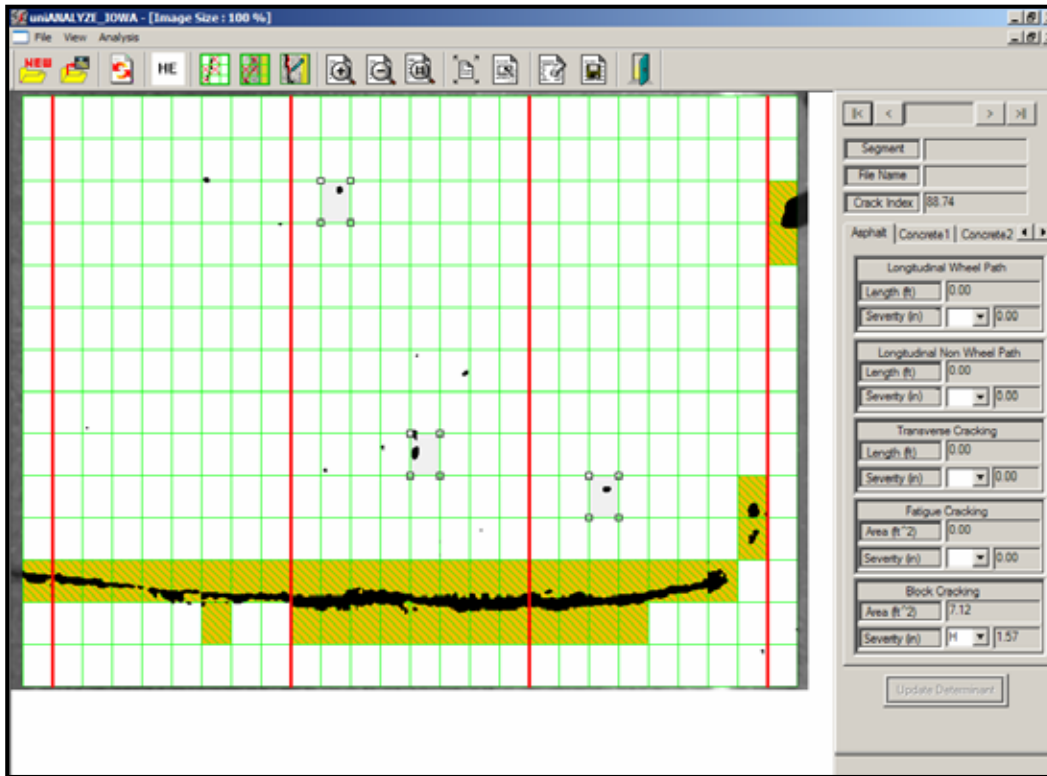 uniANALYZE_IOWA - [Image Size : 100 %]
File View Analysis
NEW HE
Segment
File Name
Crack Index 88.74
Asphalt Concrete1 Concrete2
Longitudinal Wheel Path
Length (ft) 0.00
Severity (in) 0.00
Longitudinal Non Wheel Path
Length (ft) 0.00
Severity (in) 0.00
Transverse Cracking
Length (ft) 0.00
Severity (in) 0.00
Fatigue Cracking
Area (ft^2) 0.00
Severity (in) 0.00
Block Cracking
Area (ft^2) 7.12
Severity (in) H 1.57
Update Determinant